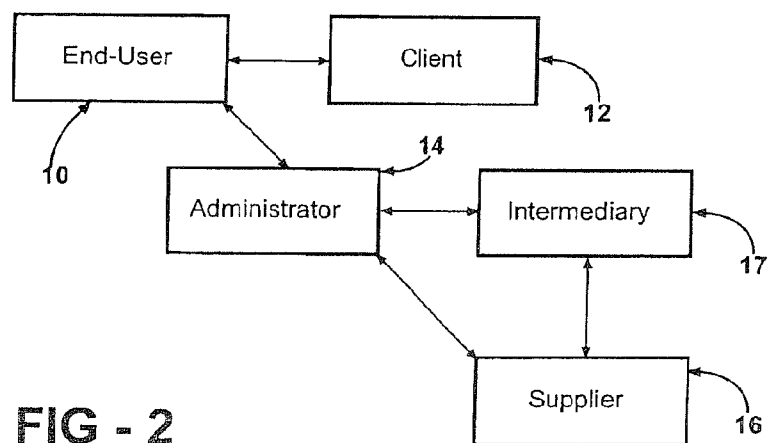 End-User
Client
12
10
14
Administrator
Intermediary
17
Supplier
16
FIG - 2